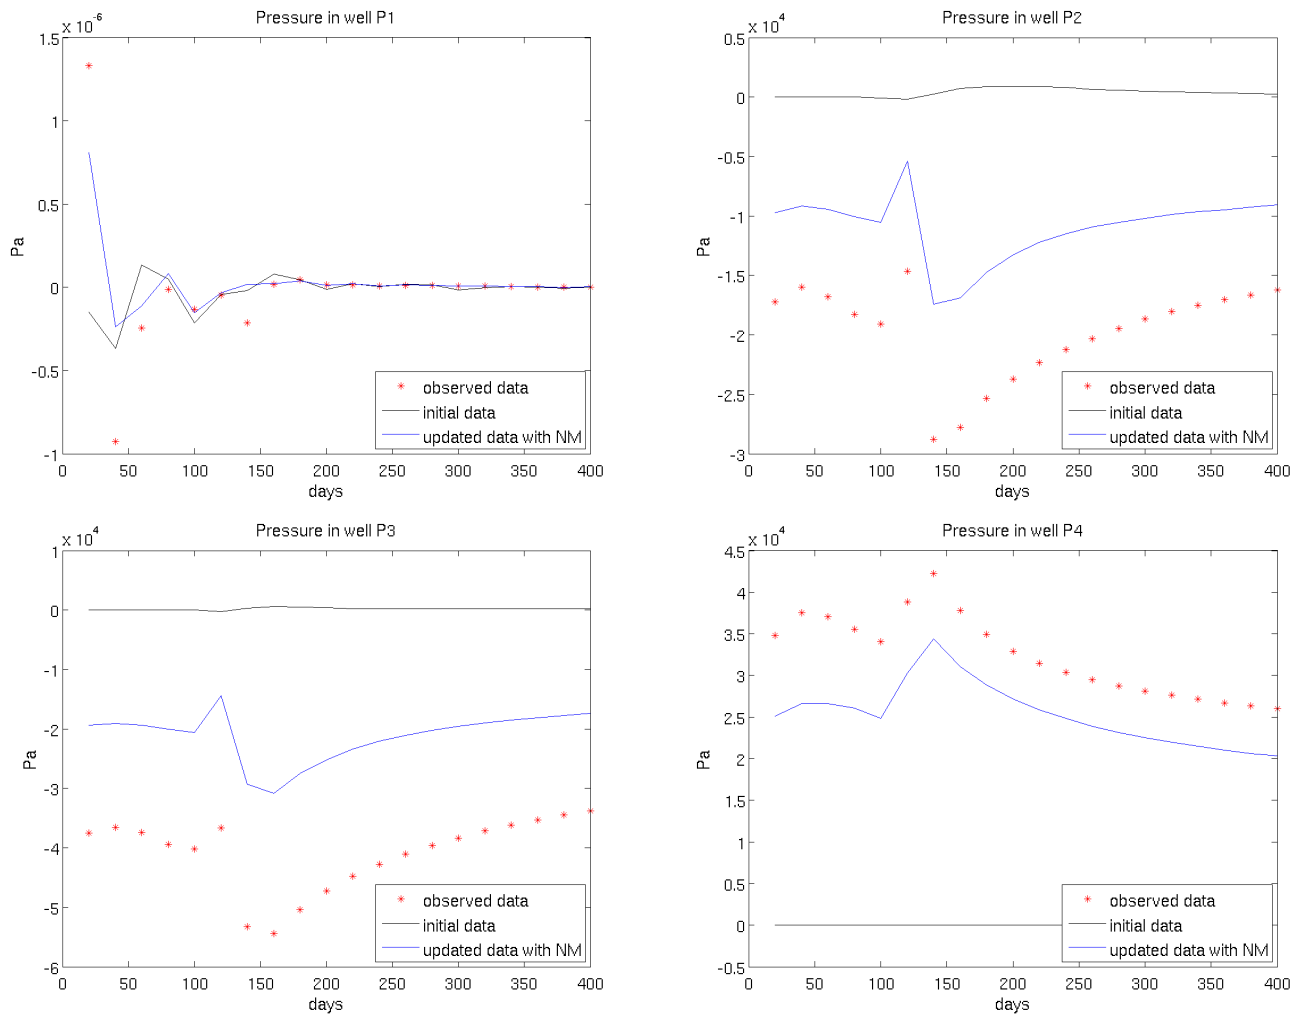 Pressure in well P1
x 10^-6
1.5
1
0.5
0
-0.5
-1
Pa
0 50 100 150 200 250 300 350 400
days
observed data
initial data
updated data with NM
Pressure in well P2
x 10^4
0.5
0
-0.5
-1
-1.5
-2
-2.5
-3
Pa
0 50 100 150 200 250 300 350 400
days
observed data
initial data
updated data with NM
Pressure in well P3
x 10^4
1
0
-1
-2
-3
-4
-5
-6
Pa
0 50 100 150 200 250 300 350 400
days
observed data
initial data
updated data with NM
Pressure in well P4
x 10^4
4.5
4
3.5
3
2.5
2
1.5
1
0.5
0
-0.5
Pa
0 50 100 150 200 250 300 350 400
days
observed data
initial data
updated data with NM